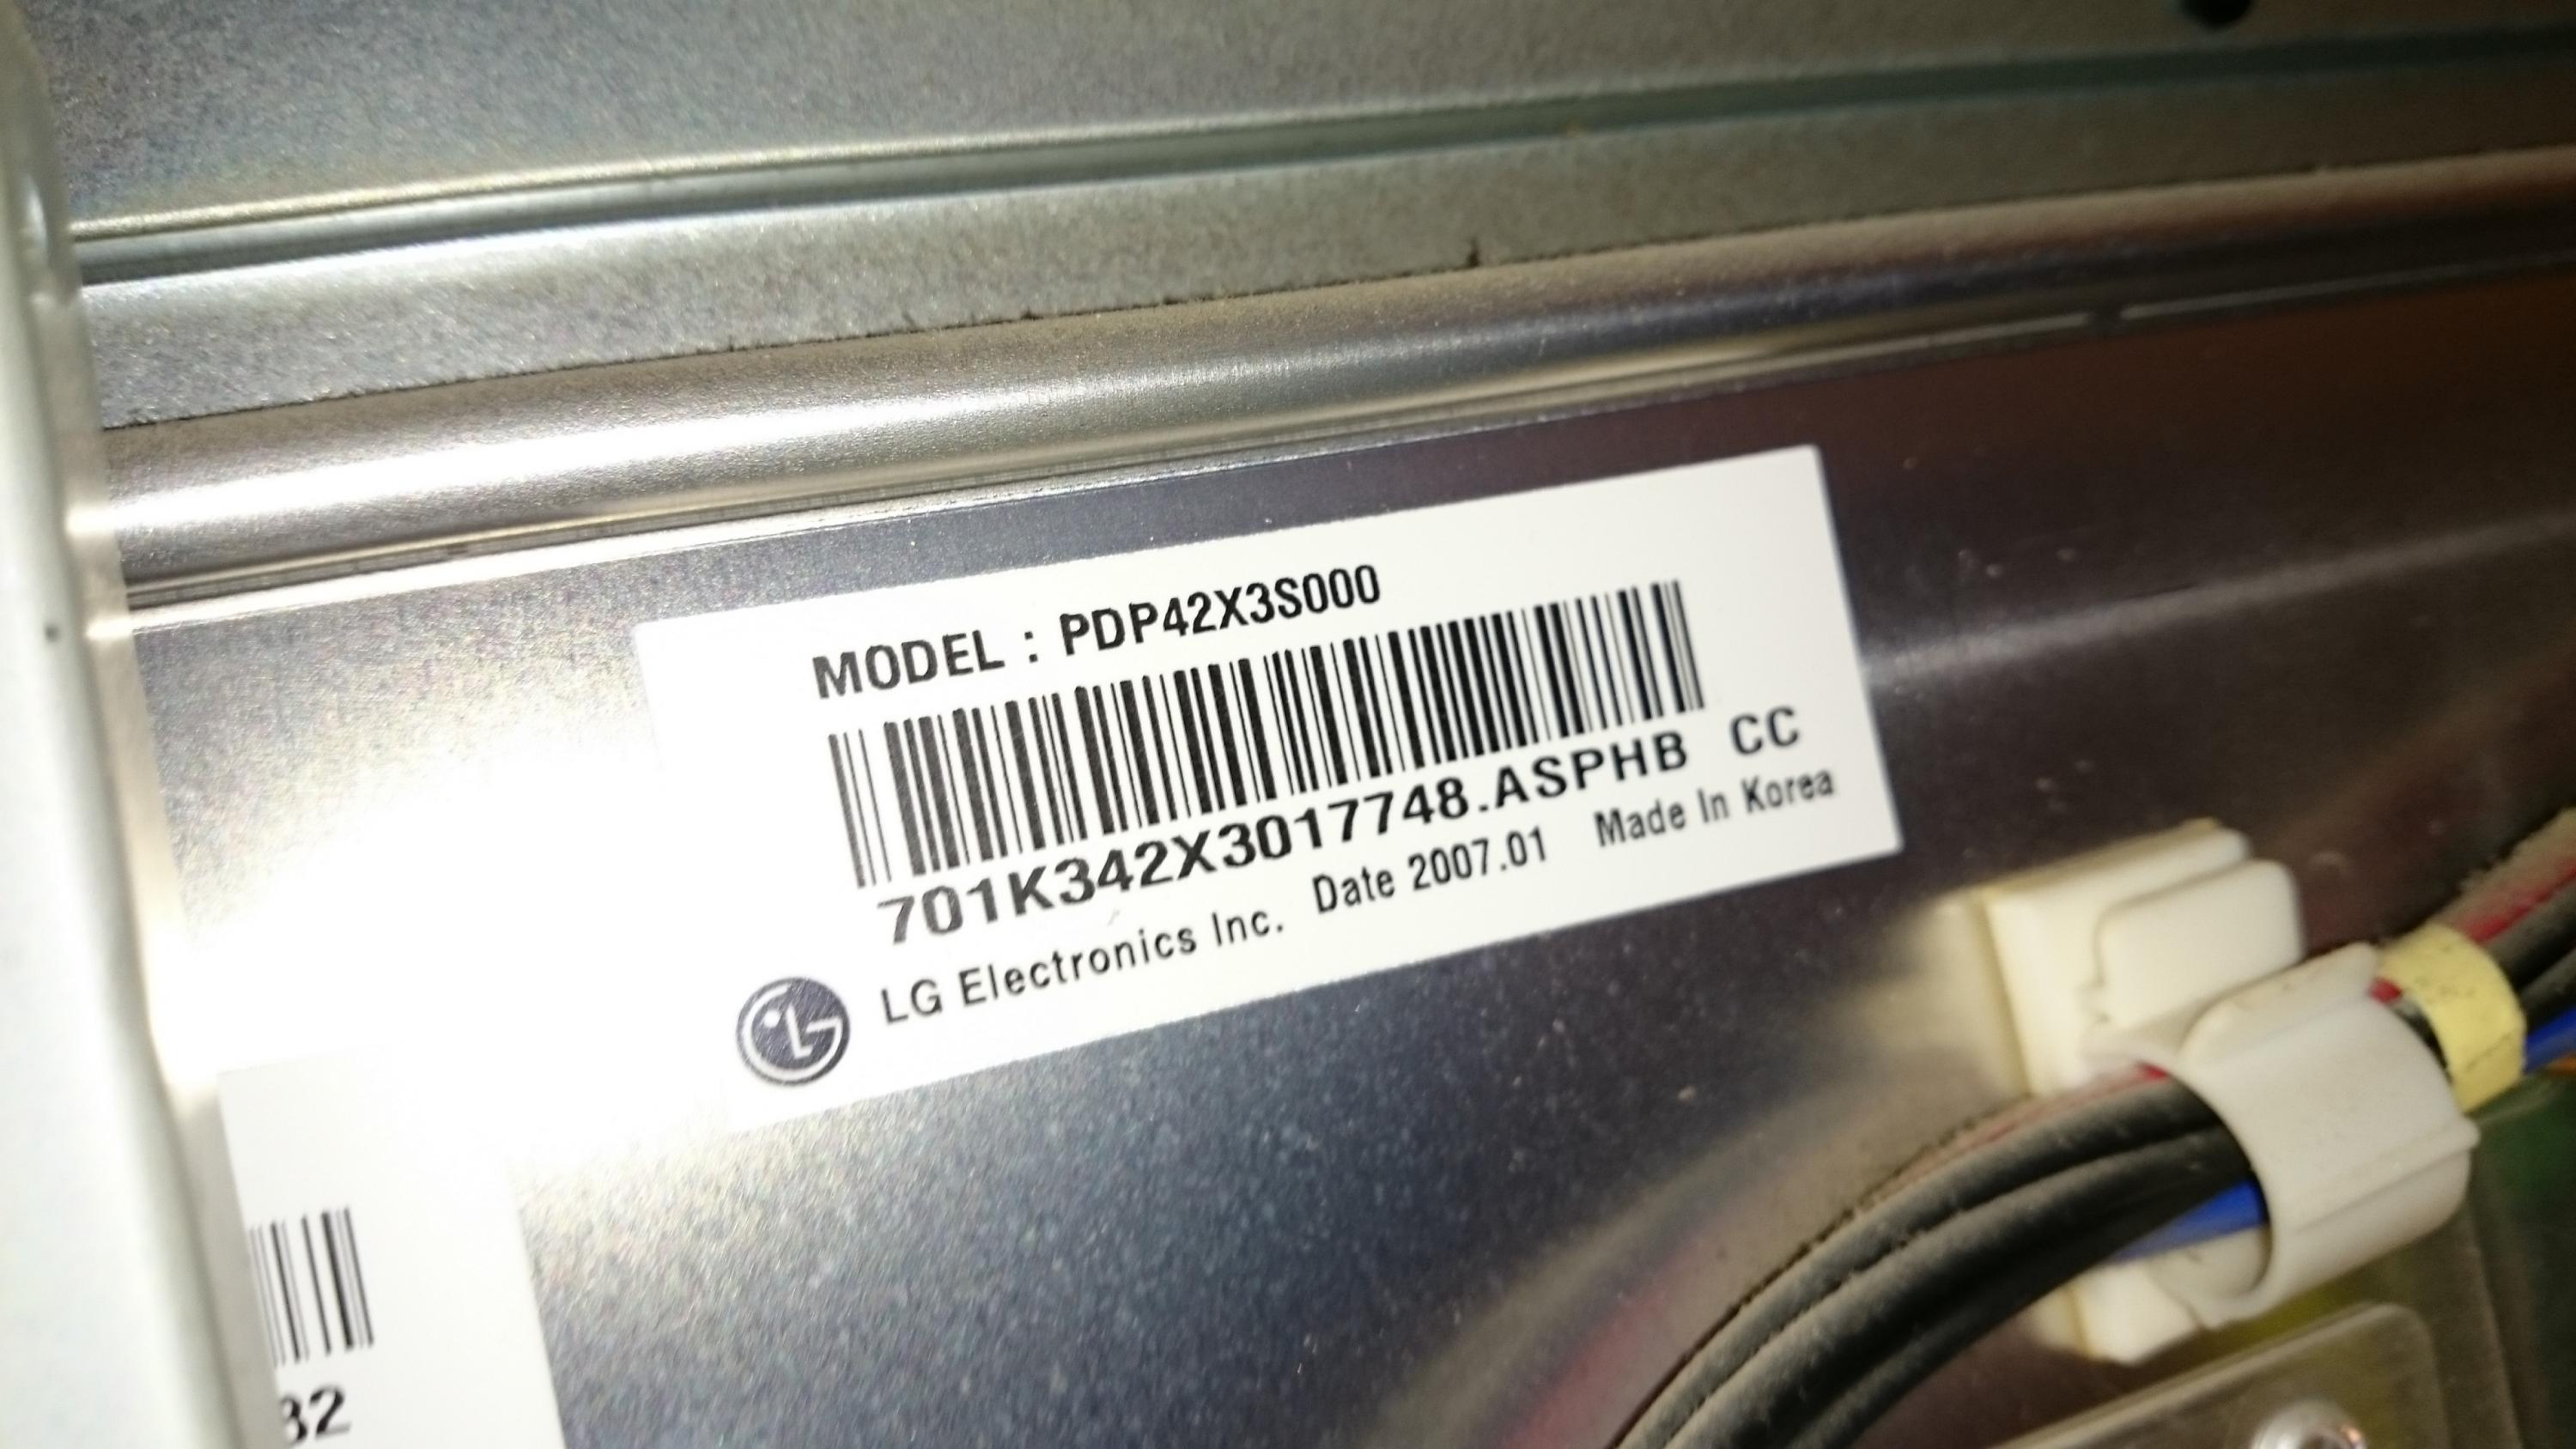 MODEL : PDP42X3S000
701K342X3017748.ASPHB CC
LG Electronics Inc. Date 2007.01 Made In Korea
32